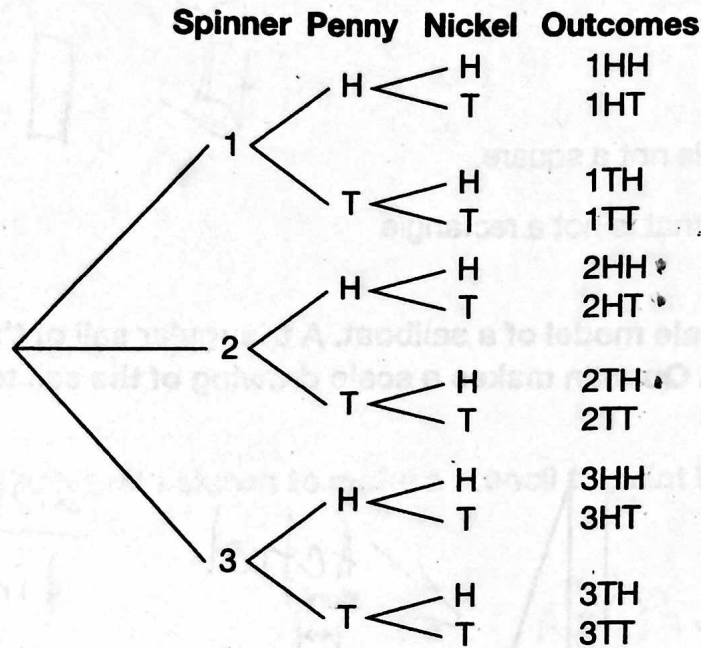 Spinner Penny Nickel Outcomes
H 1HH
H
T 1HT
1
H 1TH
T
T 1TT
H 2HH
H
T 2HT
2
H 2TH
T
T 2TT
H 3HH
H
T 3HT
3
H 3TH
T
T 3TT